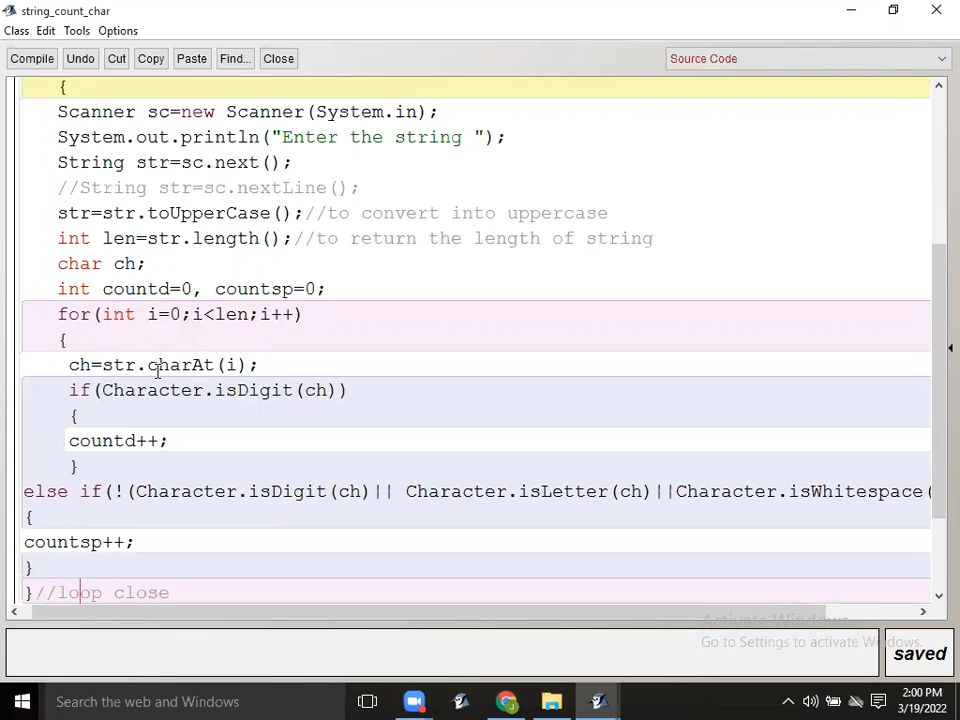 string_count_char
Class Edit Tools Options
Compile Undo Cut Copy Paste Find... Close Source Code
{
Scanner sc=new Scanner(System.in);
System.out.println("Enter the string ");
String str=sc.next();
//String str=sc.nextLine();
str=str.toUpperCase();//to convert into uppercase
int len=str.length();//to return the length of string
char ch;
int countd=0, countsp=0;
for(int i=0;i<len;i++)
{
ch=str.charAt(i);
if(Character.isDigit(ch))
{
countd++;
}
else if(!(Character.isDigit(ch)|| Character.isLetter(ch)||Character.isWhitespace(
{
countsp++;
}
}//loop close
Activate Windows
Go to Settings to activate Windows.
saved
Search the web and Windows
2:00 PM
3/19/2022